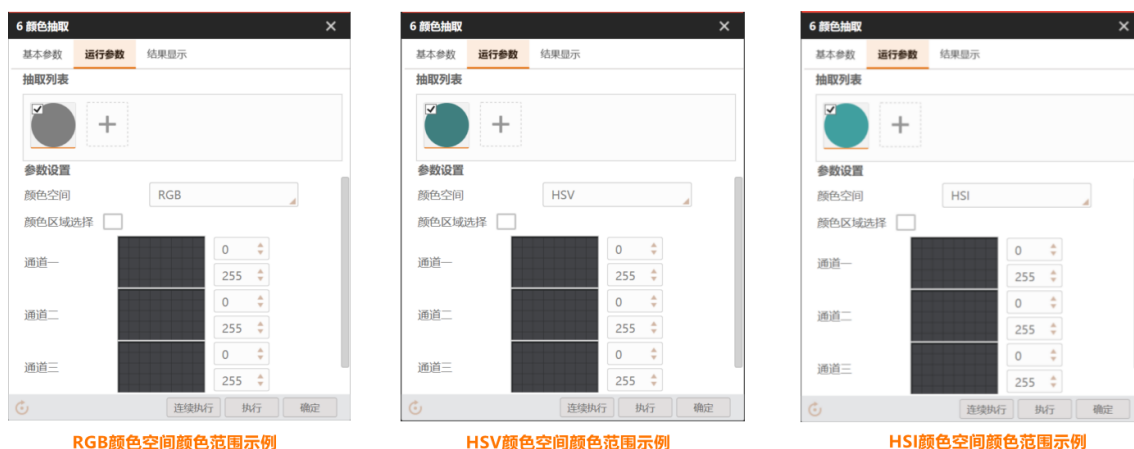 6 颜色抽取
基本参数 运行参数 结果显示
抽取列表
参数设置
颜色空间 RGB
颜色区域选择
通道一
0
255
通道二
0
255
通道三
0
255
连续执行 执行 确定
RGB颜色空间颜色范围示例
6 颜色抽取
基本参数 运行参数 结果显示
抽取列表
参数设置
颜色空间 HSV
颜色区域选择
通道一
0
255
通道二
0
255
通道三
0
255
连续执行 执行 确定
HSV颜色空间颜色范围示例
6 颜色抽取
基本参数 运行参数 结果显示
抽取列表
参数设置
颜色空间 HSI
颜色区域选择
通道一
0
255
通道二
0
255
通道三
0
255
连续执行 执行 确定
HSI颜色空间颜色范围示例